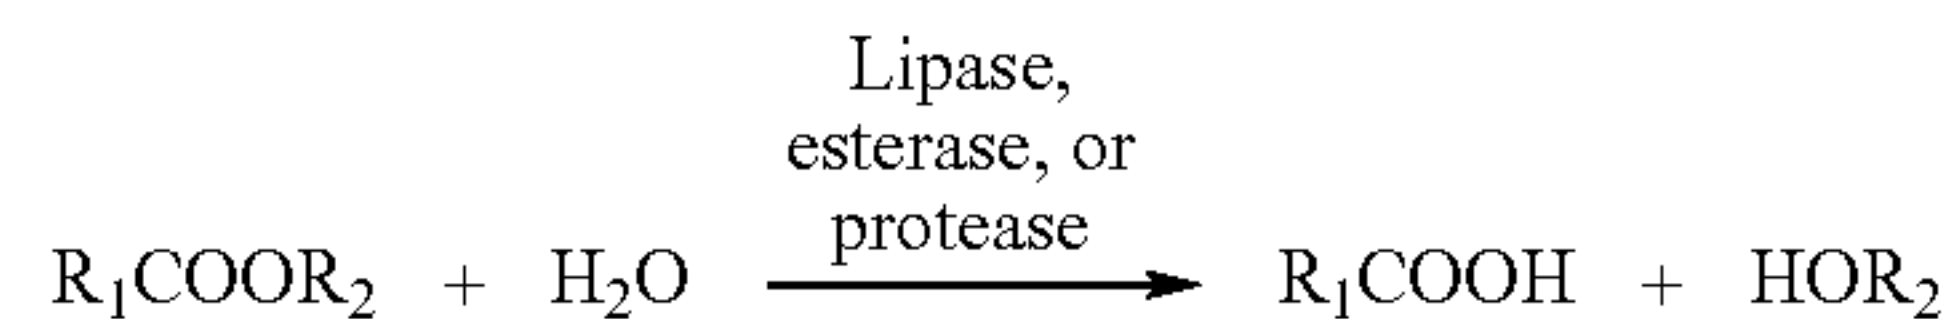 Lipase,
esterase, or
protease
R₁COOR₂ + H₂O → R₁COOH + HOR₂